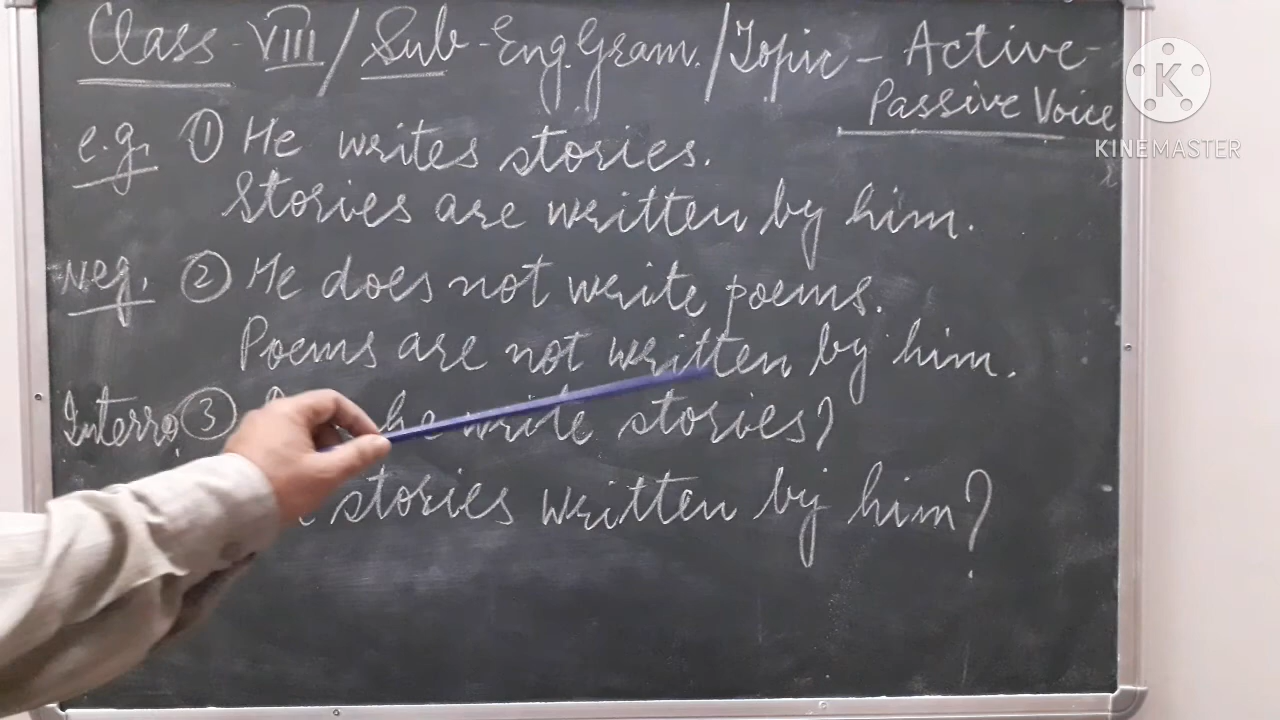 Class - VIII / Sub - Eng. Gram. / Topic - Active -
Passive Voice
KINEMASTER
e.g. ① He writes stories.
Stories are written by him.
Neg. ② He does not write poems.
Poems are not written by him.
Interro. ③ he write stories?
stories written by him?